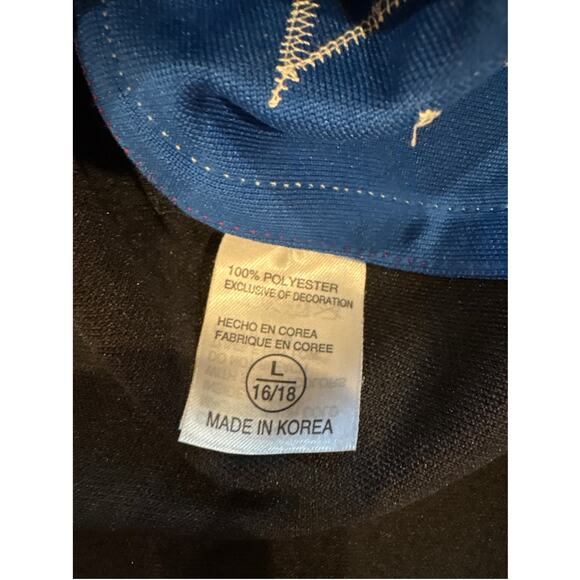 100% POLYESTER
EXCLUSIVE OF DECORATION
HECHO EN COREA
FABRIQUE EN COREE
L
16/18
MADE IN KOREA